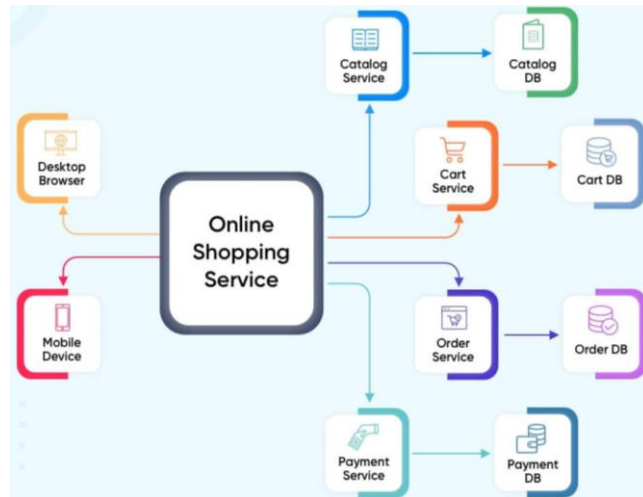 Catalog
Service
Catalog
DB
Desktop
Browser
Cart
Service
Cart DB
Online
Shopping
Service
Mobile
Device
Order
Service
Order DB
Payment
Service
Payment
DB